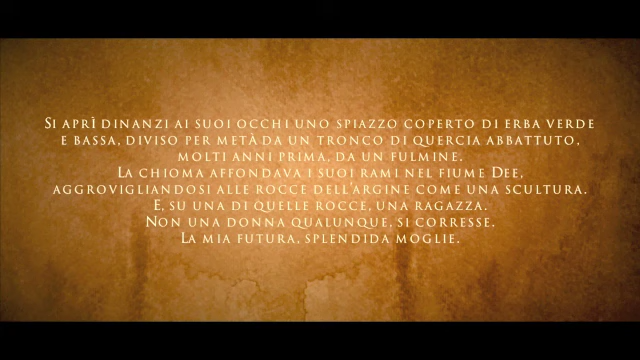 Si aprì dinanzi ai suoi occhi uno spiazzo coperto di erba verde
e bassa, diviso per metà da un tronco di quercia abbattuto,
molti anni prima, da un fulmine.
La chioma affondava i suoi rami nel fiume Dee,
aggrovigliandosi alle rocce dell'argine come una scultura.
E, su una di quelle rocce, una ragazza.
Non una donna qualunque, si corresse.
La mia futura, splendida moglie.